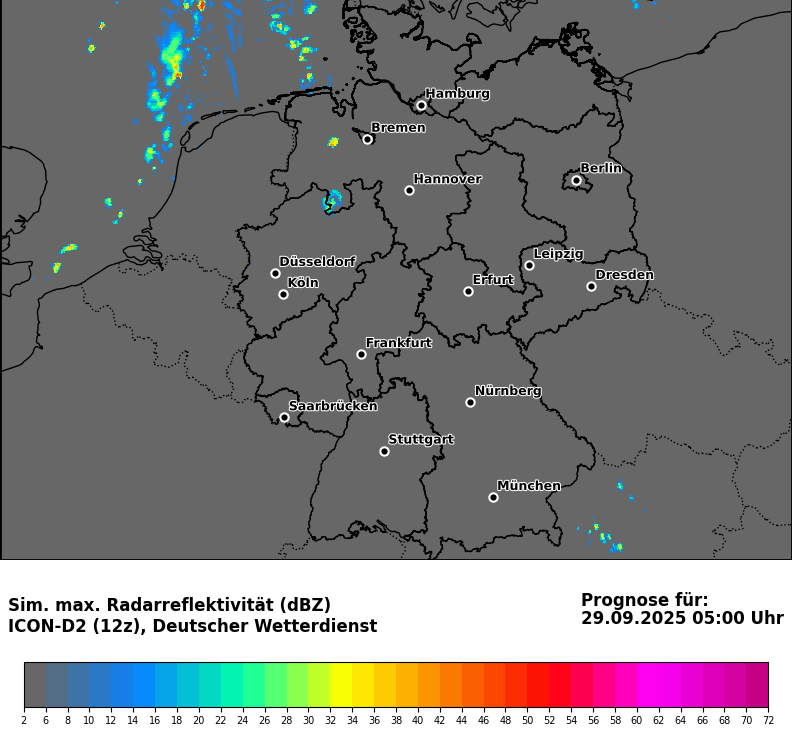 Hamburg
Bremen
Berlin
Hannover
Leipzig
Düsseldorf
Dresden
Köln
Erfurt
Frankfurt
Nürnberg
Saarbrücken
Stuttgart
München
Sim. max. Radarreflektivität (dBZ)
ICON-D2 (12z), Deutscher Wetterdienst
Prognose für:
29.09.2025 05:00 Uhr
2 6 8 10 12 14 16 18 20 22 24 26 28 30 32 34 36 38 40 42 44 46 48 50 52 54 56 58 60 62 64 66 68 70 72